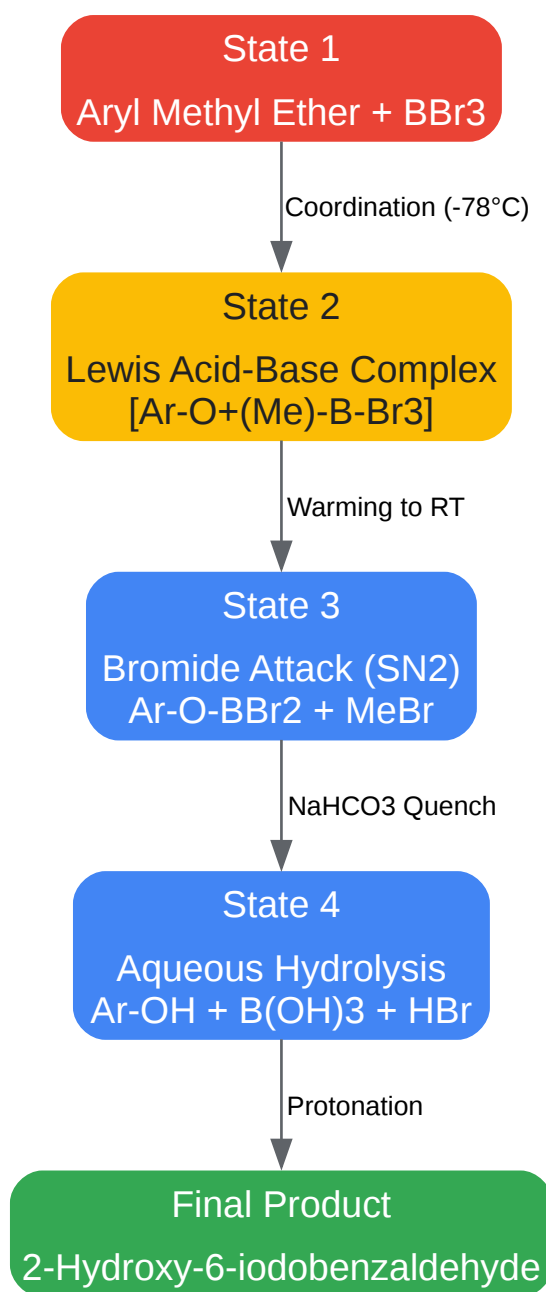 State 1
Aryl Methyl Ether + BBr3
Coordination (-78°C)
State 2
Lewis Acid-Base Complex
[Ar-O+(Me)-B-Br3]
Warming to RT
State 3
Bromide Attack (SN2)
Ar-O-BBr2 + MeBr
NaHCO3 Quench
State 4
Aqueous Hydrolysis
Ar-OH + B(OH)3 + HBr
Protonation
Final Product
2-Hydroxy-6-iodobenzaldehyde